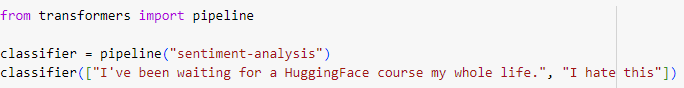 from transformers import pipeline
classifier = pipeline("sentiment-analysis")
classifier(["I've been waiting for a HuggingFace course my whole life.", "I hate this"])